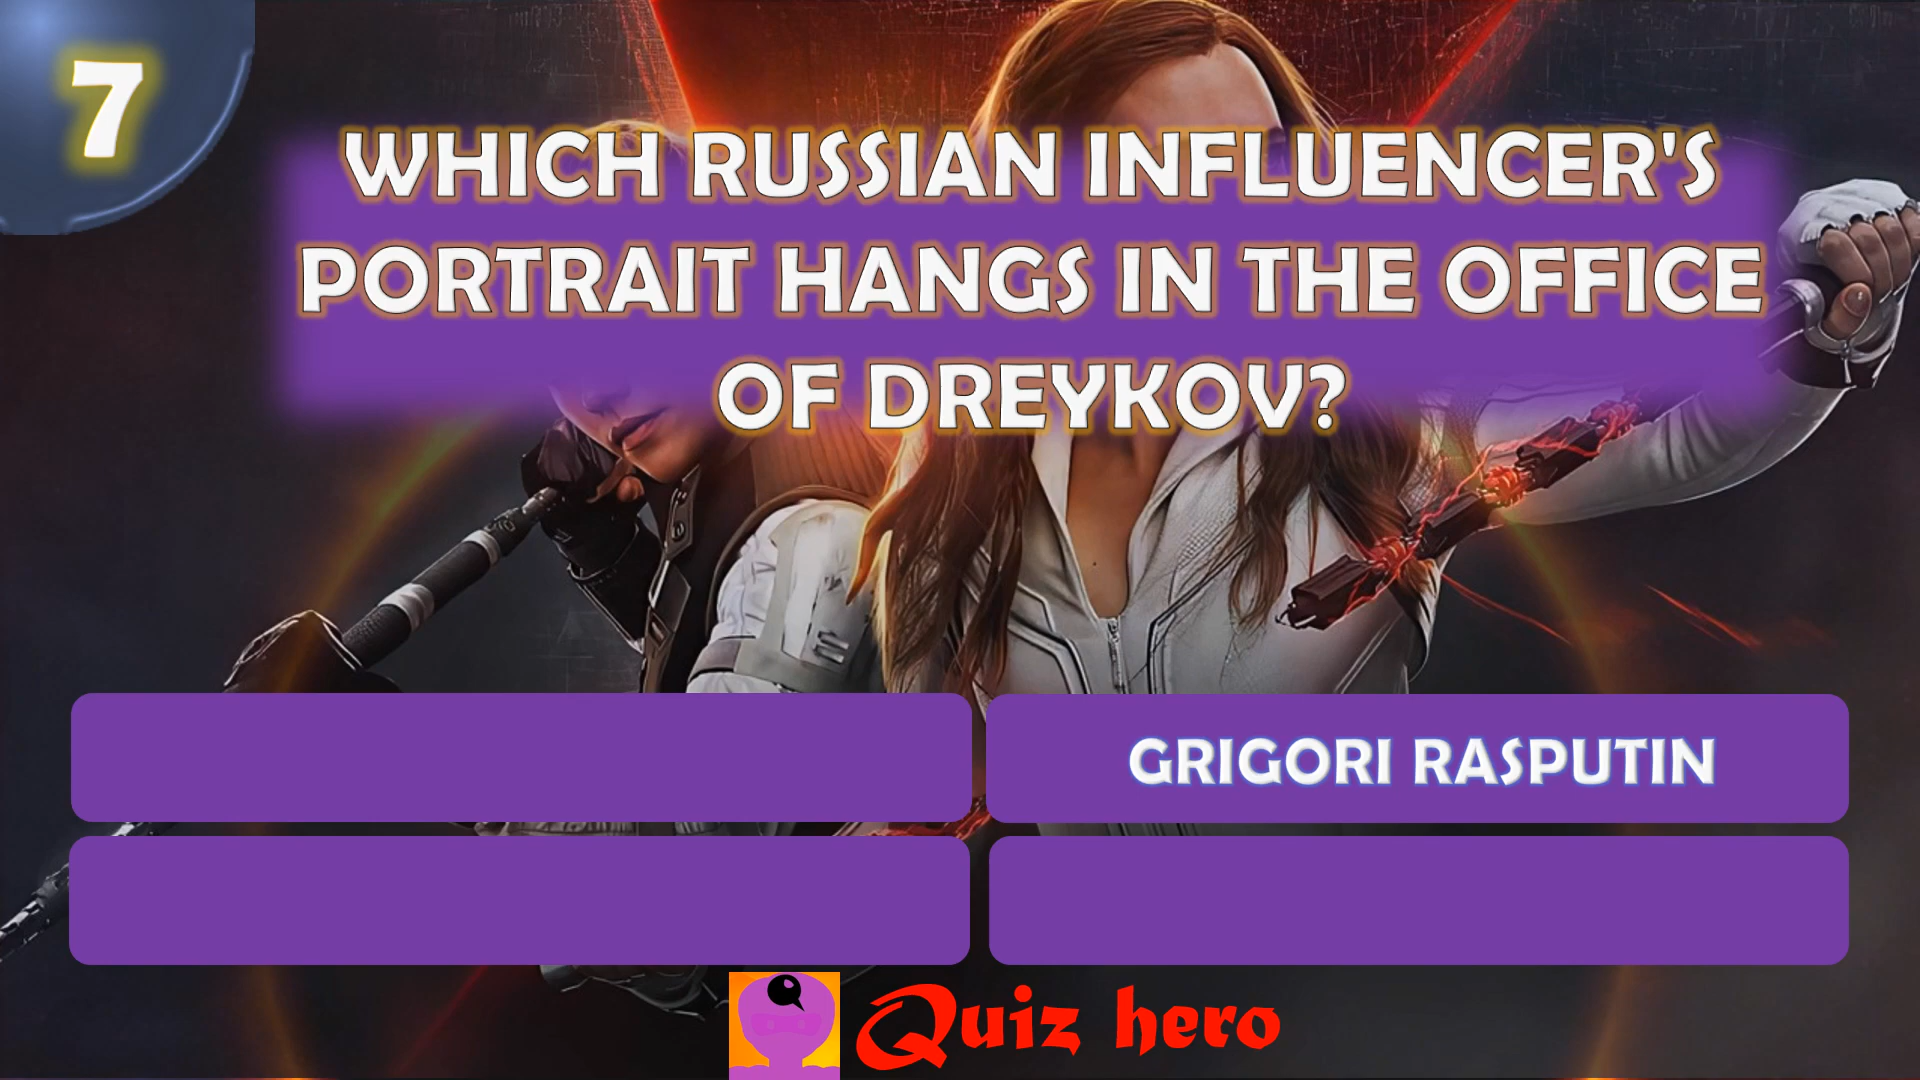 7
WHICH RUSSIAN INFLUENCER'S
PORTRAIT HANGS IN THE OFFICE
OF DREYKOV?
GRIGORI RASPUTIN
Quiz hero